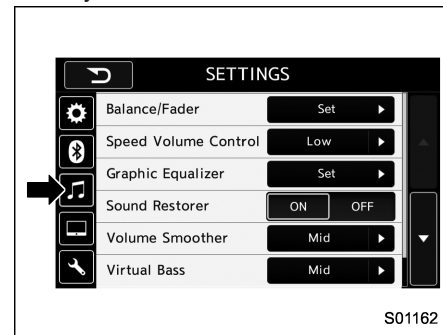 SETTINGS
Balance/Fader Set
Speed Volume Control Low
Graphic Equalizer Set
Sound Restorer ON OFF
Volume Smoother Mid
Virtual Bass Mid
S01162